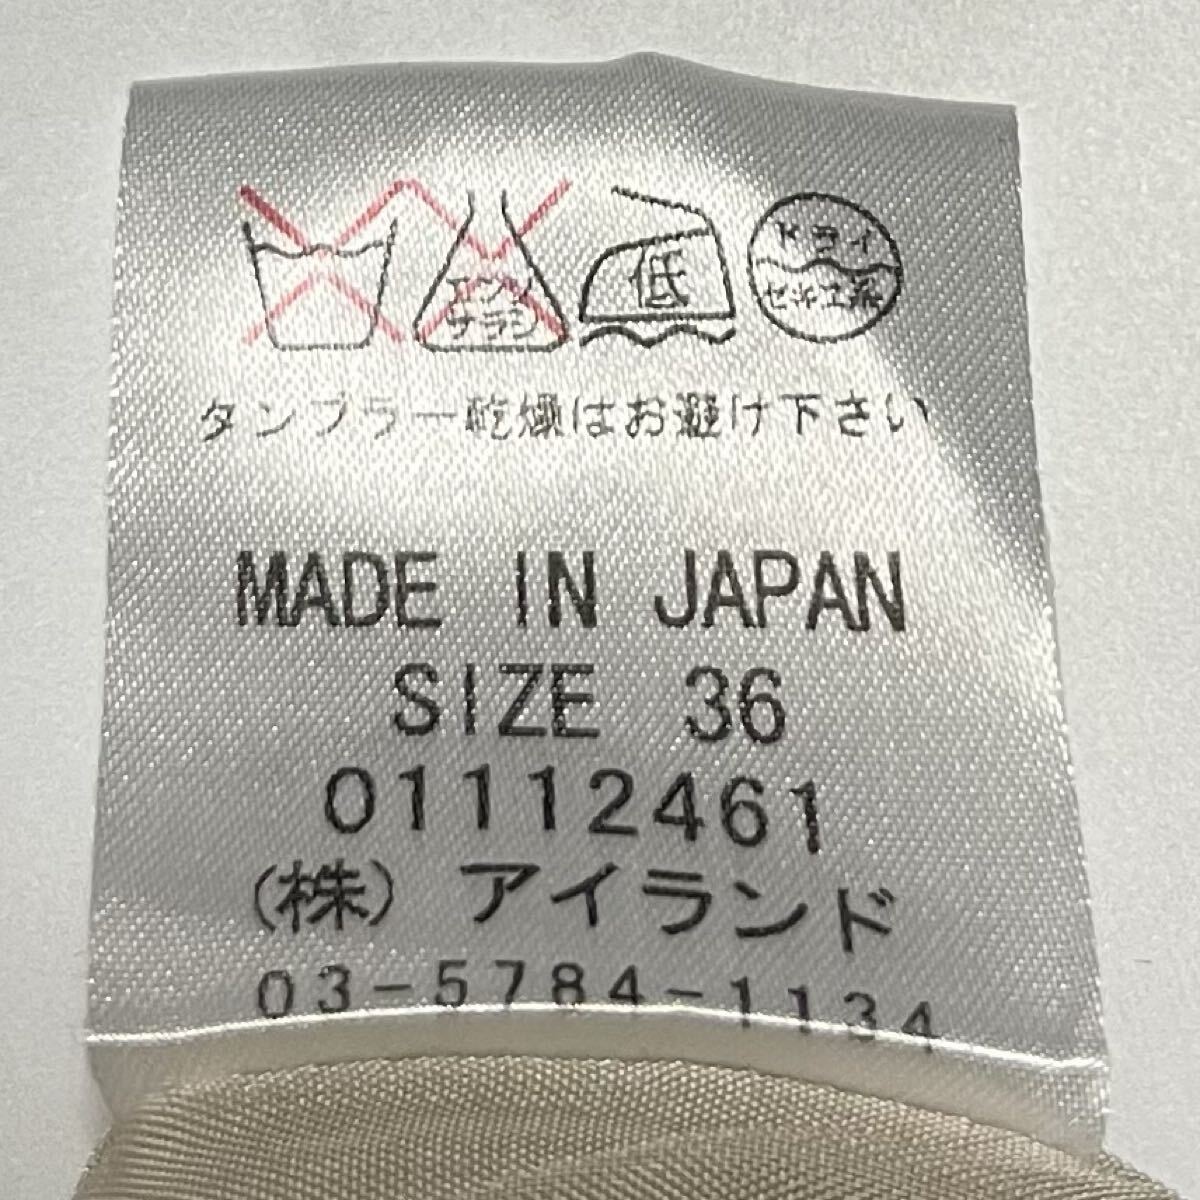 エンソ
サラシ
低
ドライ
セキユ系
タンブラー乾燥はお避け下さい
MADE IN JAPAN
SIZE 36
01112461
(株) アイランド
03-5784-1134